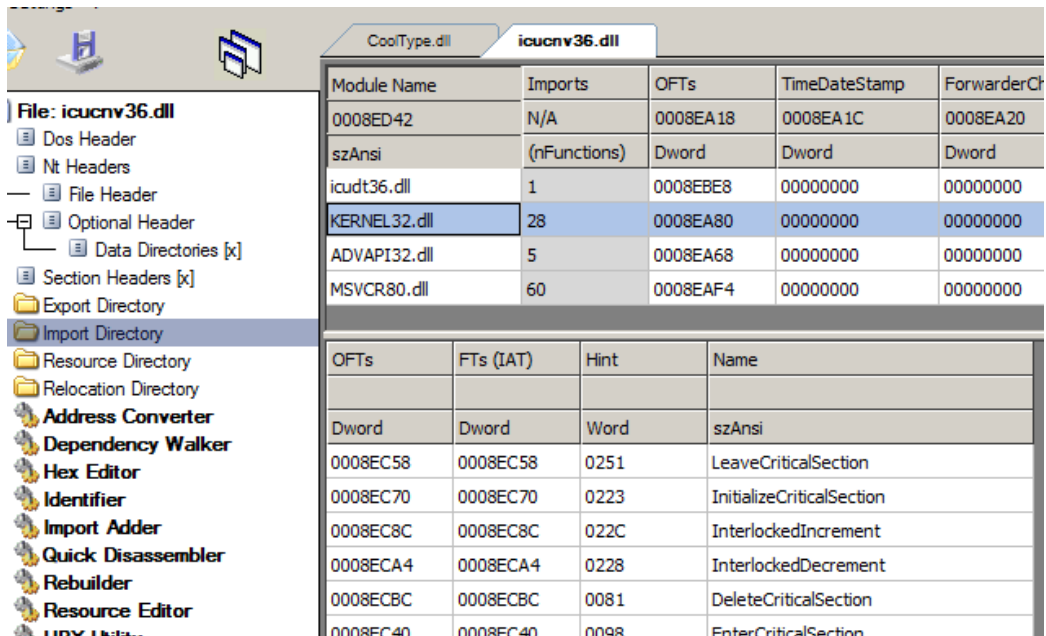 CoolType.dll icucnv36.dll
File: icucnv36.dll
Dos Header
Nt Headers
File Header
Optional Header
Data Directories [x]
Section Headers [x]
Export Directory
Import Directory
Resource Directory
Relocation Directory
Address Converter
Dependency Walker
Hex Editor
Identifier
Import Adder
Quick Disassembler
Rebuilder
Resource Editor
Module Name Imports OFTs TimeDateStamp ForwarderCh
0008ED42 N/A 0008EA18 0008EA1C 0008EA20
szAnsi (nFunctions) Dword Dword Dword
icudt36.dll 1 0008EBE8 00000000 00000000
KERNEL32.dll 28 0008EA80 00000000 00000000
ADVAPI32.dll 5 0008EA68 00000000 00000000
MSVCR80.dll 60 0008EAF4 00000000 00000000
OFTs FTs (IAT) Hint Name
Dword Dword Word szAnsi
0008EC58 0008EC58 0251 LeaveCriticalSection
0008EC70 0008EC70 0223 InitializeCriticalSection
0008EC8C 0008EC8C 022C InterlockedIncrement
0008ECA4 0008ECA4 0228 InterlockedDecrement
0008ECBC 0008ECBC 0081 DeleteCriticalSection
0008EC40 0008EC40 0098 EnterCriticalSection